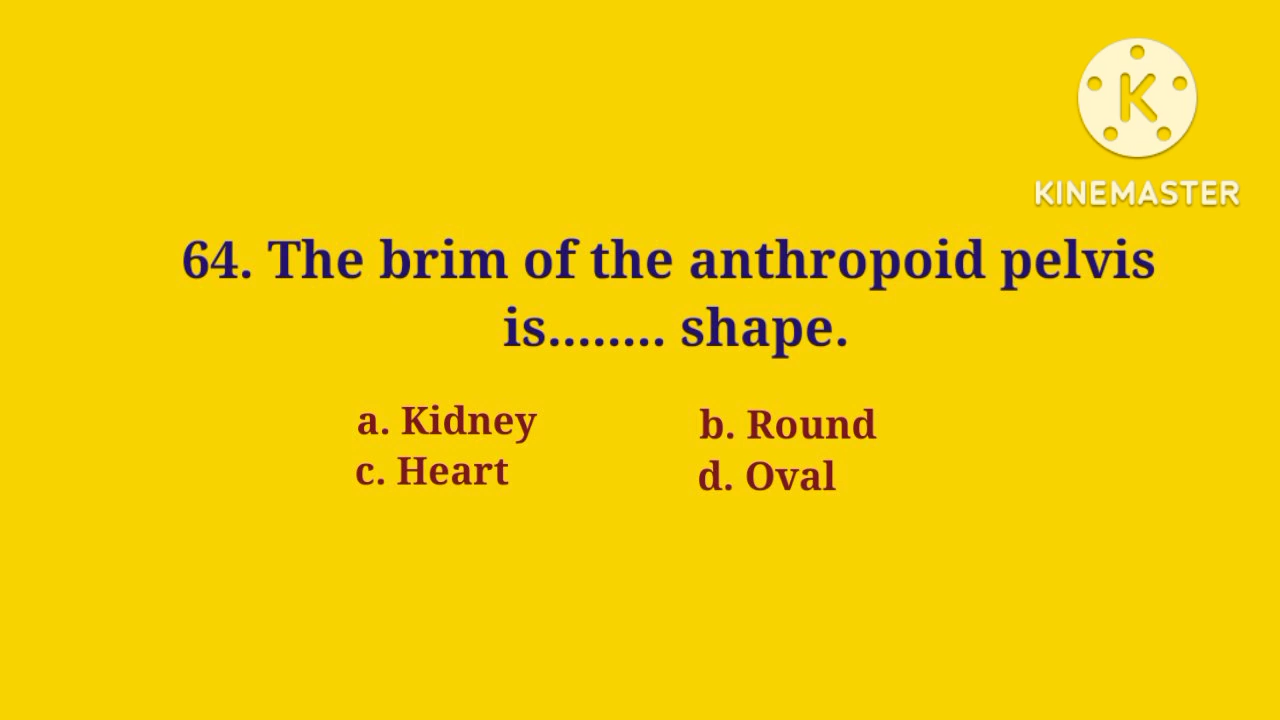 K
KINEMASTER
64. The brim of the anthropoid pelvis
is........ shape.
a. Kidney
b. Round
c. Heart
d. Oval